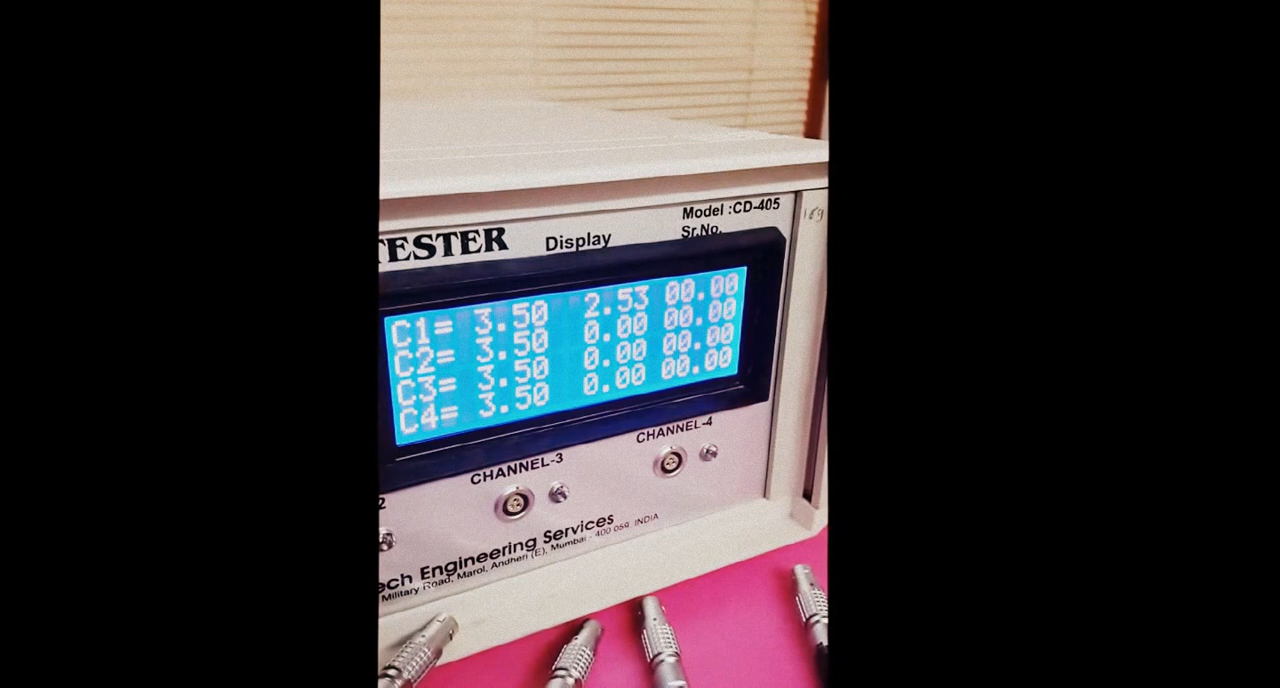 Model :CD-405
TESTER Display Sr.No.
C1= 3.50 2.53 00.00
C2= 3.50 0.00 00.00
C3= 3.50 0.00 00.00
C4= 3.50 0.00 00.00
CHANNEL-4
CHANNEL-3
2
ech Engineering Services
Military Road, Marol, Andheri (E), Mumbai - 400 059. INDIA